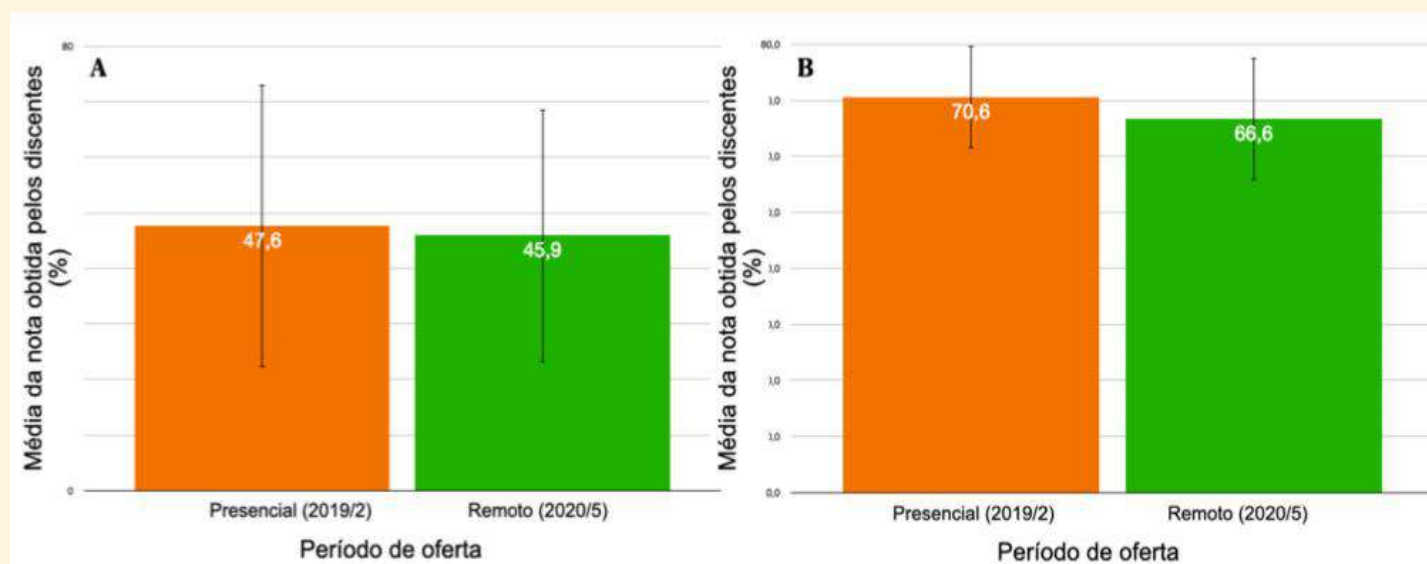 A
Média da nota obtida pelos discentes
(%)
80
47,6
45,9
0
Presencial (2019/2)
Remoto (2020/5)
Período de oferta
B
Média da nota obtida pelos discentes
(%)
80,0
70,6
66,6
0,0
Presencial (2019/2)
Remoto (2020/5)
Período de oferta